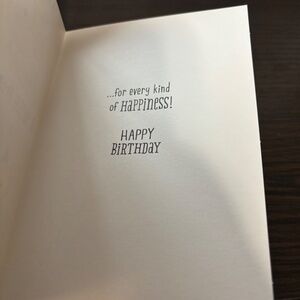 ...for every kind
of HAPPINESS!
HAPPY
BIRTHDAY